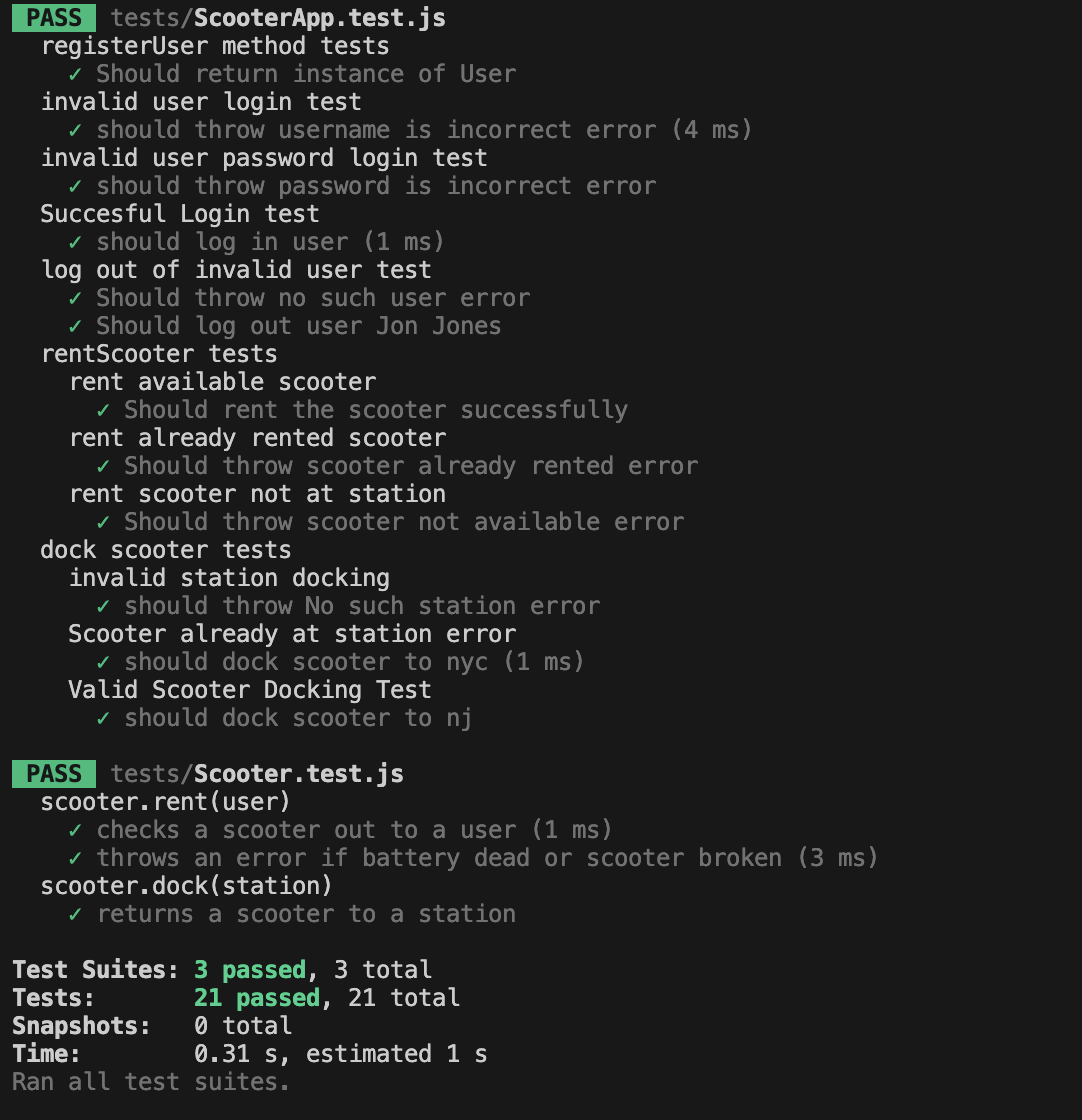 PASS tests/ScooterApp.test.js
registerUser method tests
✓ Should return instance of User
invalid user login test
✓ should throw username is incorrect error (4 ms)
invalid user password login test
✓ should throw password is incorrect error
Succesful Login test
✓ should log in user (1 ms)
log out of invalid user test
✓ Should throw no such user error
✓ Should log out user Jon Jones
rentScooter tests
rent available scooter
✓ Should rent the scooter successfully
rent already rented scooter
✓ Should throw scooter already rented error
rent scooter not at station
✓ Should throw scooter not available error
dock scooter tests
invalid station docking
✓ should throw No such station error
Scooter already at station error
✓ should dock scooter to nyc (1 ms)
Valid Scooter Docking Test
✓ should dock scooter to nj
PASS tests/Scooter.test.js
scooter.rent(user)
✓ checks a scooter out to a user (1 ms)
✓ throws an error if battery dead or scooter broken (3 ms)
scooter.dock(station)
✓ returns a scooter to a station
Test Suites: 3 passed, 3 total
Tests: 21 passed, 21 total
Snapshots: 0 total
Time: 0.31 s, estimated 1 s
Ran all test suites.